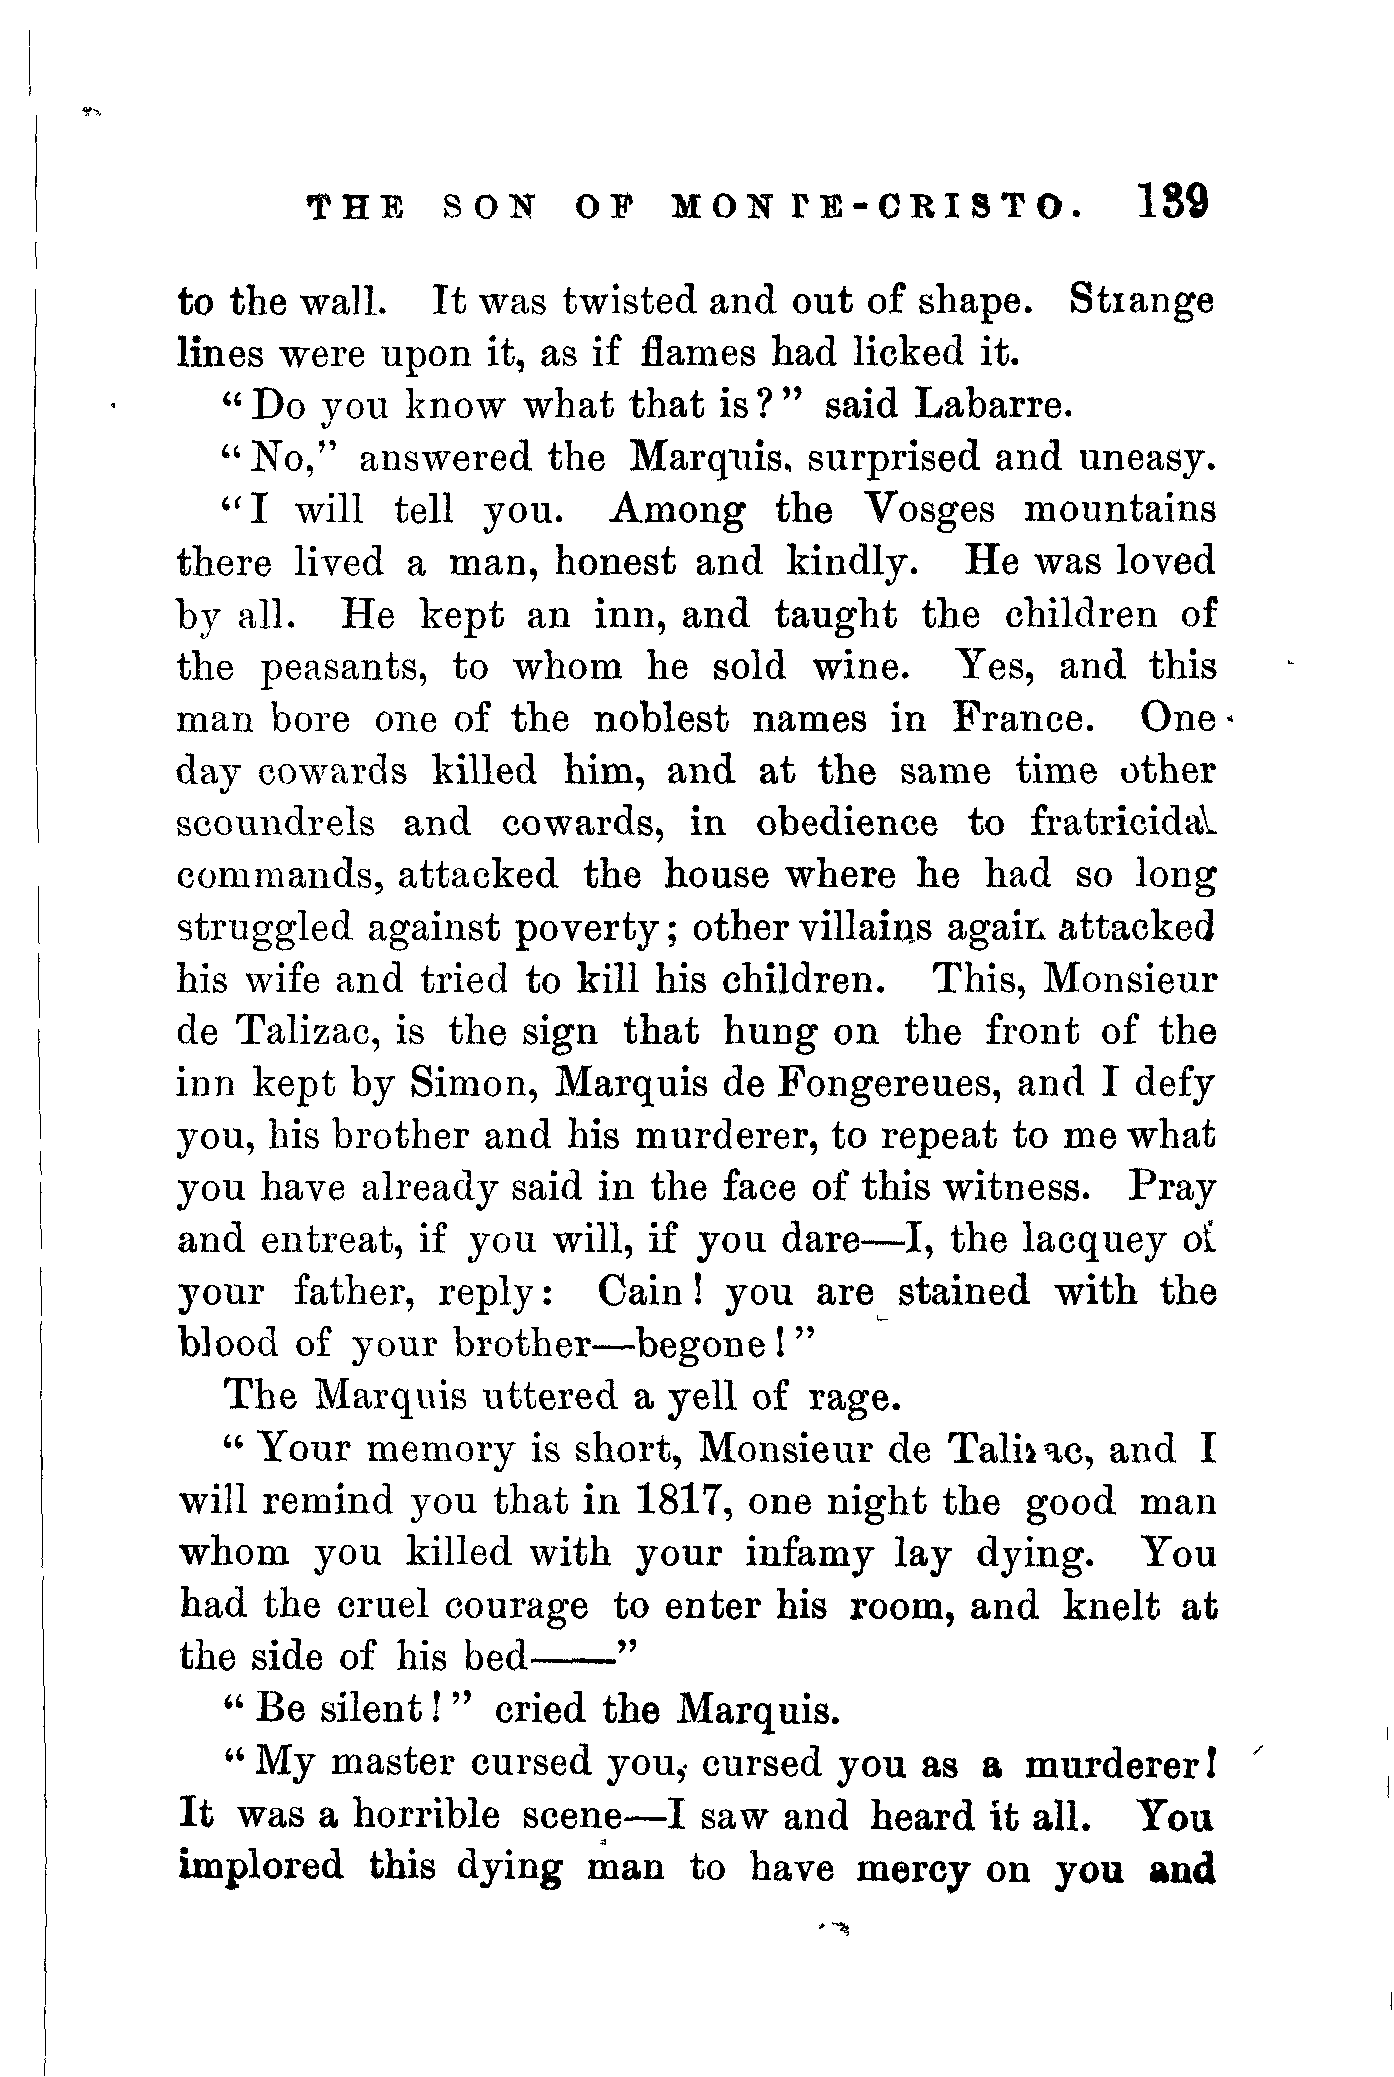 THE SON OF MONTE-CRISTO. 139
to the wall. It was twisted and out of shape. Strange
lines were upon it, as if flames had licked it.
“Do you know what that is?” said Labarre.
“No,” answered the Marquis, surprised and uneasy.
“I will tell you. Among the Vosges mountains
there lived a man, honest and kindly. He was loved
by all. He kept an inn, and taught the children of
the peasants, to whom he sold wine. Yes, and this
man bore one of the noblest names in France. One
day cowards killed him, and at the same time other
scoundrels and cowards, in obedience to fratricidal
commands, attacked the house where he had so long
struggled against poverty; other villains again attacked
his wife and tried to kill his children. This, Monsieur
de Talizac, is the sign that hung on the front of the
inn kept by Simon, Marquis de Fongereues, and I defy
you, his brother and his murderer, to repeat to me what
you have already said in the face of this witness. Pray
and entreat, if you will, if you dare—I, the lacquey of
your father, reply: Cain! you are stained with the
blood of your brother—begone!”
The Marquis uttered a yell of rage.
“Your memory is short, Monsieur de Talizac, and I
will remind you that in 1817, one night the good man
whom you killed with your infamy lay dying. You
had the cruel courage to enter his room, and knelt at
the side of his bed——”
“Be silent!” cried the Marquis.
“My master cursed you, cursed you as a murderer!
It was a horrible scene—I saw and heard it all. You
implored this dying man to have mercy on you and